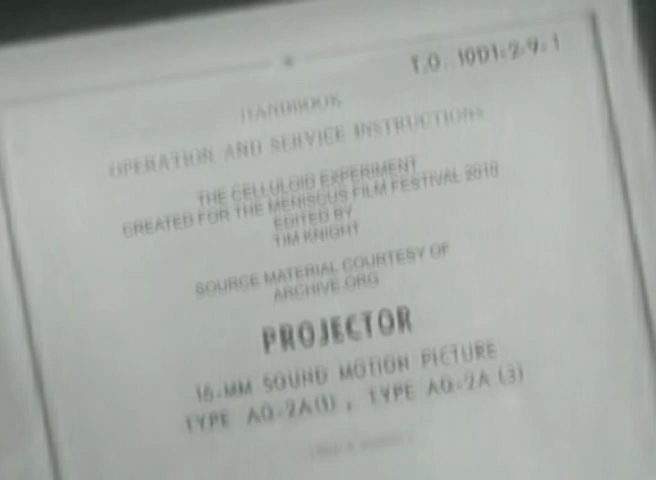 T.O. 10D1-2-9-1
HANDBOOK
OPERATION AND SERVICE INSTRUCTIONS
THE CELLULOID EXPERIMENT
CREATED FOR THE MENISCUS FILM FESTIVAL 2010
EDITED BY
TIM KNIGHT
SOURCE MATERIAL COURTESY OF
ARCHIVE.ORG
PROJECTOR
16-MM SOUND MOTION PICTURE
TYPE AQ-2A(1), TYPE AQ-2A (3)